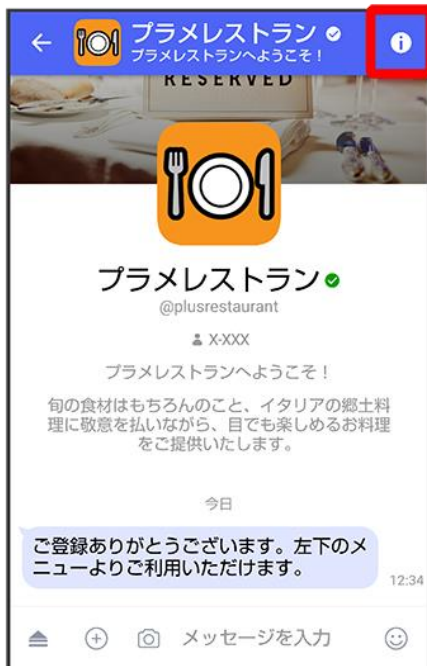 プラメレストラン
プラメレストランへようこそ！
RESERVED
プラメレストラン
@plusrestaurant
X-XXX
プラメレストランへようこそ！
旬の食材はもちろんのこと、イタリアの郷土料
理に敬意を払いながら、目でも楽しめるお料理
をご提供いたします。
今日
ご登録ありがとうございます。左下のメ
ニューよりご利用いただけます。
12:34
メッセージを入力